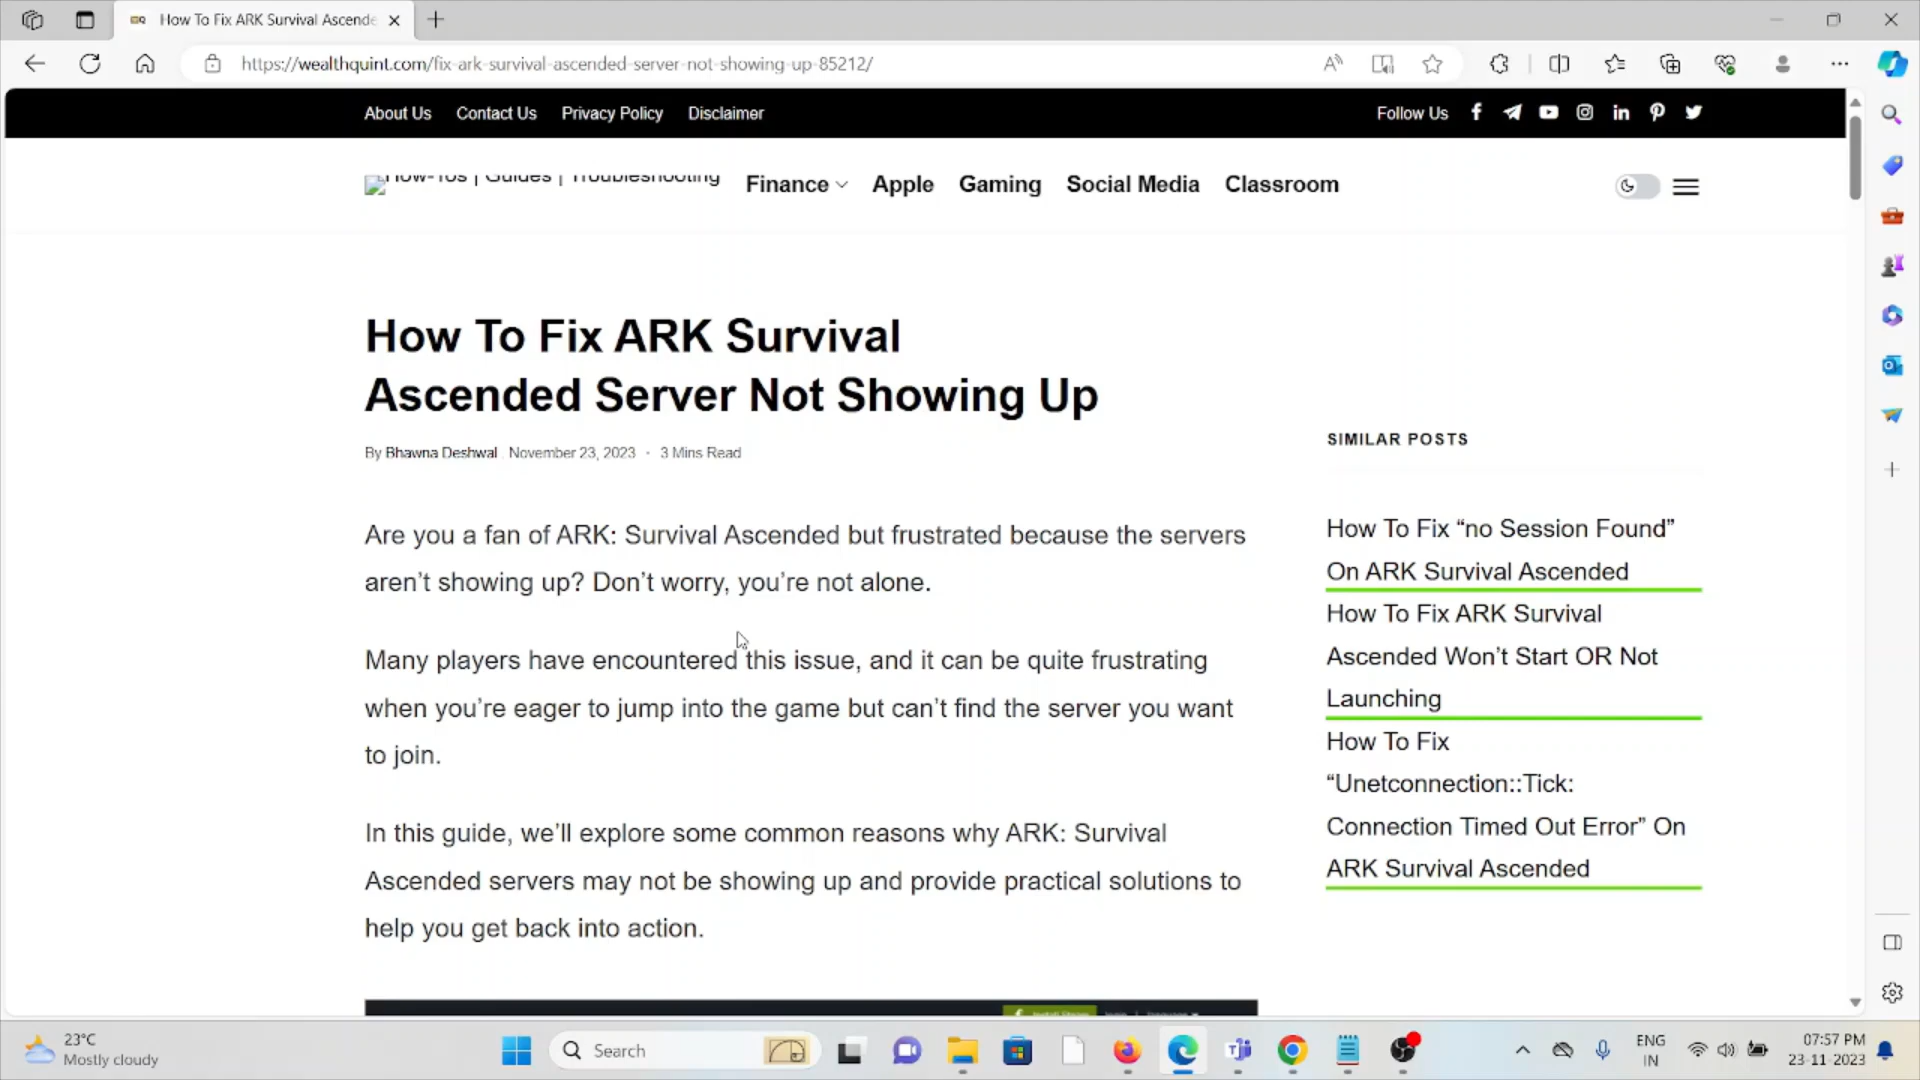 How To Fix ARK Survival Ascende
https://wealthquint.com/fix-ark-survival-ascended-server-not-showing-up-85212/
About Us Contact Us Privacy Policy Disclaimer Follow Us
How-Tos | Guides | Troubleshooting Finance Apple Gaming Social Media Classroom
How To Fix ARK Survival
Ascended Server Not Showing Up
By Bhawna Deshwal . November 23, 2023 · 3 Mins Read
Are you a fan of ARK: Survival Ascended but frustrated because the servers
aren’t showing up? Don’t worry, you’re not alone.
Many players have encountered this issue, and it can be quite frustrating
when you’re eager to jump into the game but can’t find the server you want
to join.
In this guide, we’ll explore some common reasons why ARK: Survival
Ascended servers may not be showing up and provide practical solutions to
help you get back into action.
SIMILAR POSTS
How To Fix “no Session Found”
On ARK Survival Ascended
How To Fix ARK Survival
Ascended Won’t Start OR Not
Launching
How To Fix
“Unetconnection::Tick:
Connection Timed Out Error” On
ARK Survival Ascended
23°C
Mostly cloudy
Search
ENG
IN
07:57 PM
23-11-2023